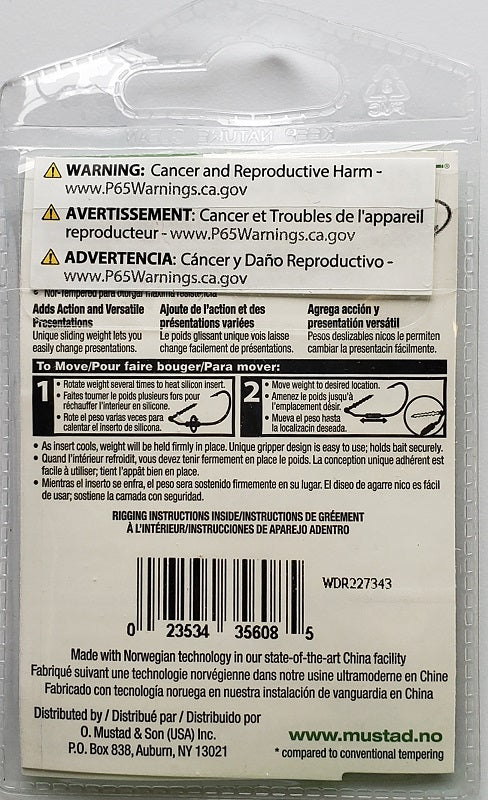 KEEP NATURE CLEAN
⚠ WARNING: Cancer and Reproductive Harm -
www.P65Warnings.ca.gov
⚠ AVERTISSEMENT: Cancer et Troubles de l'appareil
reproducteur - www.P65Warnings.ca.gov
⚠ ADVERTENCIA: Cáncer y Daño Reproductivo -
www.P65Warnings.ca.gov
• Nor-Tempered para otorgar máxima resistencia
Adds Action and Versatile
Presentations
Unique sliding weight lets you
easily change presentations.
Ajoute de l'action et des
présentations variées
Le poids glissant unique vois laisse
change facilement de présentations.
Agrega acción y
presentatión versátil
Pesos deslizables nicos le permiten
cambiar la presentacin fácilmente.
To Move/Pour faire bouger/Para mover:
1
• Rotate weight several times to heat silicon insert.
• Faites tourner le poids plusieurs fors pour
réchauffer l'intérieur en silicone.
• Rote el peso varias veces para
calentar el inserto de silicona.
2
• Move weight to desired location.
• Amenez le poids jusqu'à
l'emplacement désir.
• Mueva el peso hasta
la localizacin deseada.
• As insert cools, weight will be held firmly in place. Unique gripper design is easy to use; holds bait securely.
• Quand l'intérieur refroidit, vous devez tenir fermement en place le poids. La conception unique adhérent est
facile à utiliser; tient l'appât bien en place.
• Mientras el inserto se enfra, el peso sera sostenido firmemente en su lugar. El diseo de agarre nico es fácil
de usar; sostiene la carnada con seguridad.
RIGGING INSTRUCTIONS INSIDE/INSTRUCTIONS DE GRÉEMENT
À L'INTÉRIEUR/INSTRUCCIONES DE APAREJO ADENTRO
WDR227343
0 23534 35608 5
Made with Norwegian technology in our state-of-the-art China facility
Fabriqué suivant une technologie norvégienne dans notre usine ultramoderne en Chine
Fabricado con tecnología noruega en nuestra instalación de vanguardia en China
Distributed by / Distribué par / Distribuido por
O. Mustad & Son (USA) Inc.
P.O. Box 838, Auburn, NY 13021
www.mustad.no
* compared to conventional tempering